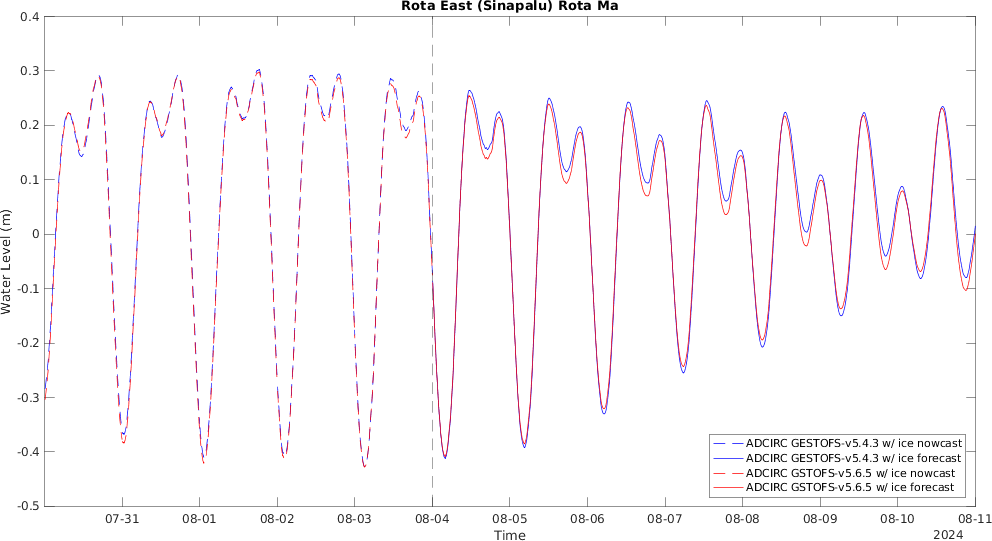 Rota East (Sinapalu) Rota Ma
0.4
0.3
0.2
0.1
0
-0.1
-0.2
-0.3
-0.4
-0.5
Water Level (m)
07-31 08-01 08-02 08-03 08-04 08-05 08-06 08-07 08-08 08-09 08-10 08-11
Time
2024
ADCIRC GESTOFS-v5.4.3 w/ ice nowcast
ADCIRC GESTOFS-v5.4.3 w/ ice forecast
ADCIRC GSTOFS-v5.6.5 w/ ice nowcast
ADCIRC GSTOFS-v5.6.5 w/ ice forecast